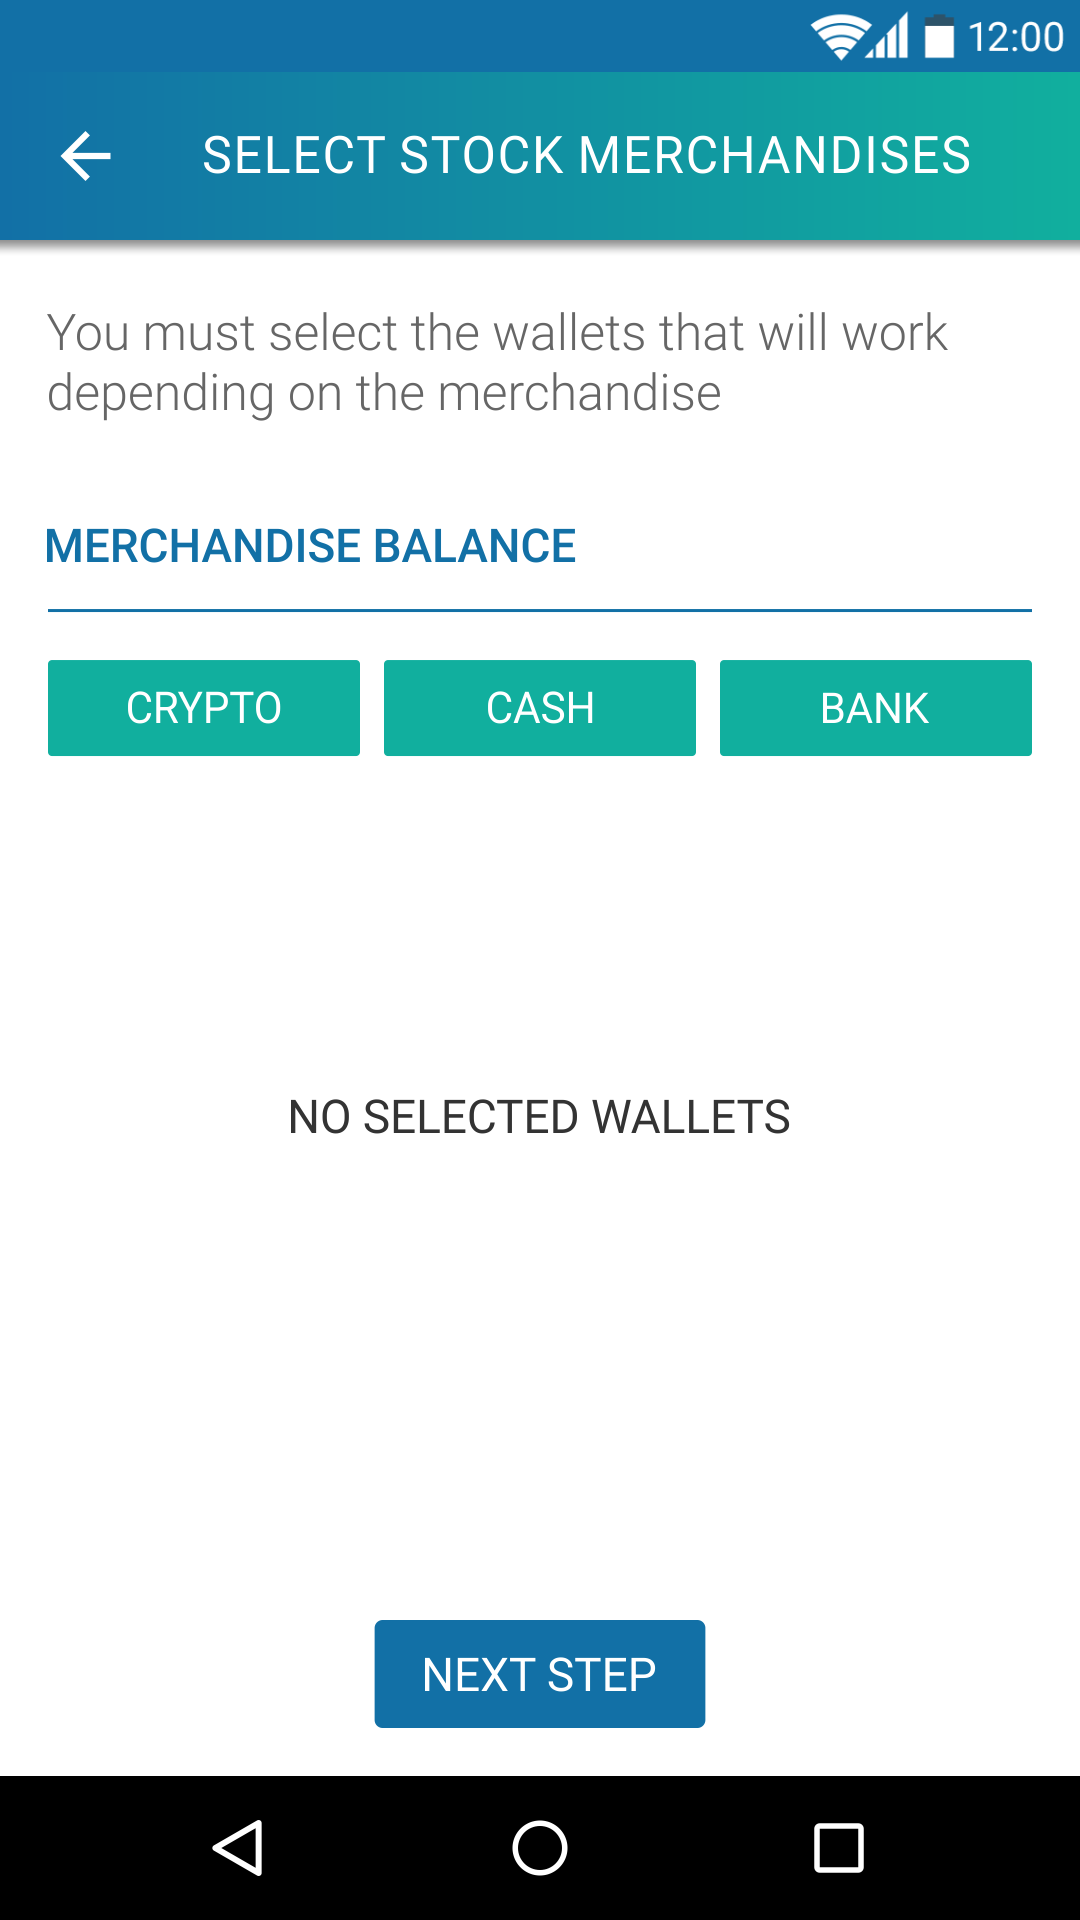 12:00
SELECT STOCK MERCHANDISES
You must select the wallets that will work
depending on the merchandise
MERCHANDISE BALANCE
CRYPTO CASH BANK
NO SELECTED WALLETS
NEXT STEP